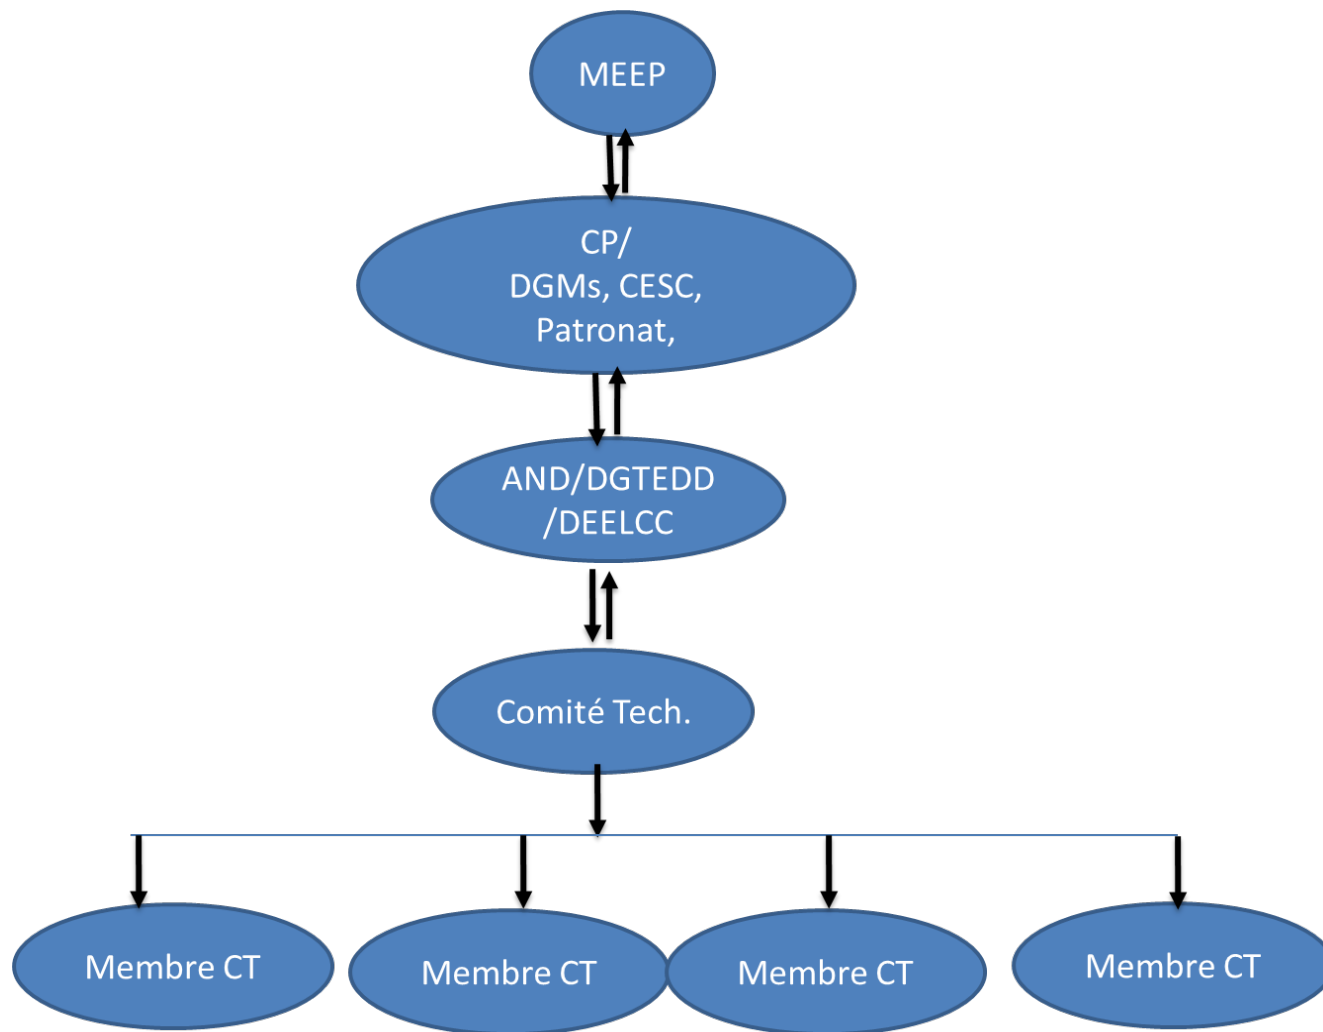 MEEP
CP/
DGMs, CESC,
Patronat,
AND/DGTEDD
/DEELCC
Comité Tech.
Membre CT
Membre CT
Membre CT
Membre CT